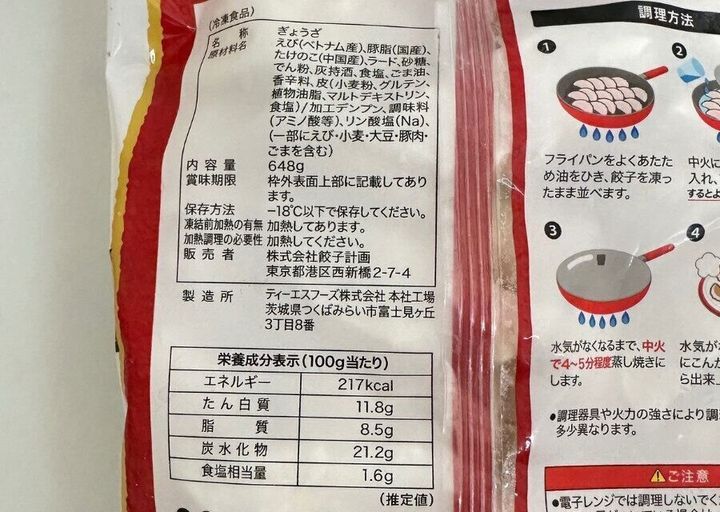 (冷凍食品)
名称 ぎょうざ
原材料名 えび(ベトナム産)、豚脂(国産)、
たけのこ(中国産)、ラード、砂糖、
でん粉、灰持酒、食塩、ごま油、
香辛料、皮(小麦粉、グルテン、
植物油脂、マルトデキストリン、
食塩)/加工デンプン、調味料
(アミノ酸等)、リン酸塩(Na)、
(一部にえび・小麦・大豆・豚肉・
ごまを含む)
内容量 648g
賞味期限 枠外表面上部に記載してあり
ます。
保存方法 -18℃以下で保存してください。
凍結前加熱の有無 加熱してあります。
加熱調理の必要性 加熱してください。
販売者 株式会社餃子計画
東京都港区西新橋2-7-4
製造所 ティーエスフーズ株式会社 本社工場
茨城県つくばみらい市富士見ヶ丘
3丁目8番
栄養成分表示(100g当たり)
エネルギー 217kcal
たん白質 11.8g
脂質 8.5g
炭水化物 21.2g
食塩相当量 1.6g
(推定値)
調理方法
1
フライパンをよくあたた
め油をひき、餃子を凍っ
たまま並べます。
2
中火に
入れ、
するとよ
3
水気がなくなるまで、中火
で4~5分程度蒸し焼きに
します。
4
水気が
にこんが
ら出来上
●調理器具や火力の強さにより調
多少異なります。
⚠ご注意
●電子レンジでは調理しないでく